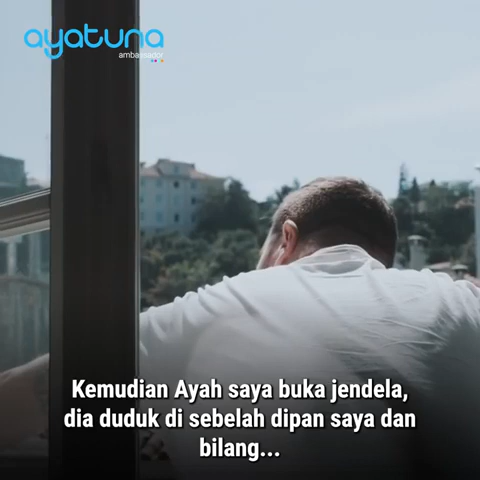 ayatuna
ambassador
Kemudian Ayah saya buka jendela,
dia duduk di sebelah dipan saya dan
bilang...